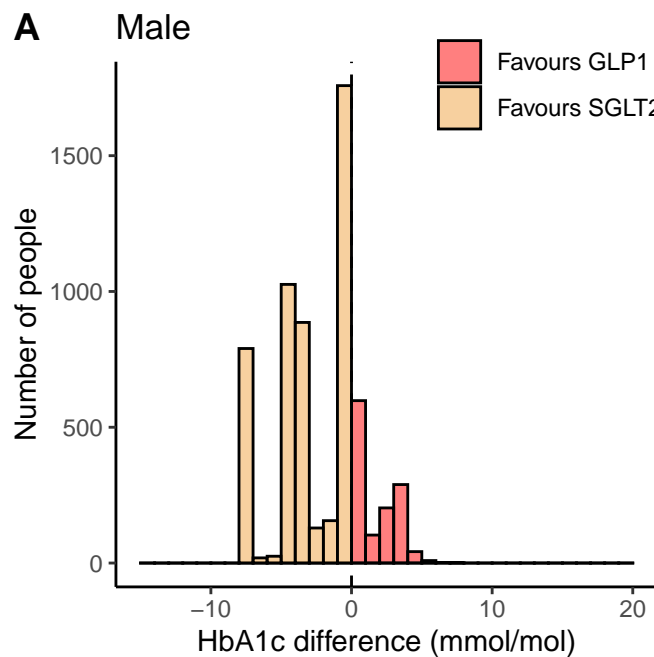 A Male
Favours GLP1
Favours SGLT2
Number of people
1500
1000
500
0
−10 0 10 20
HbA1c difference (mmol/mol)